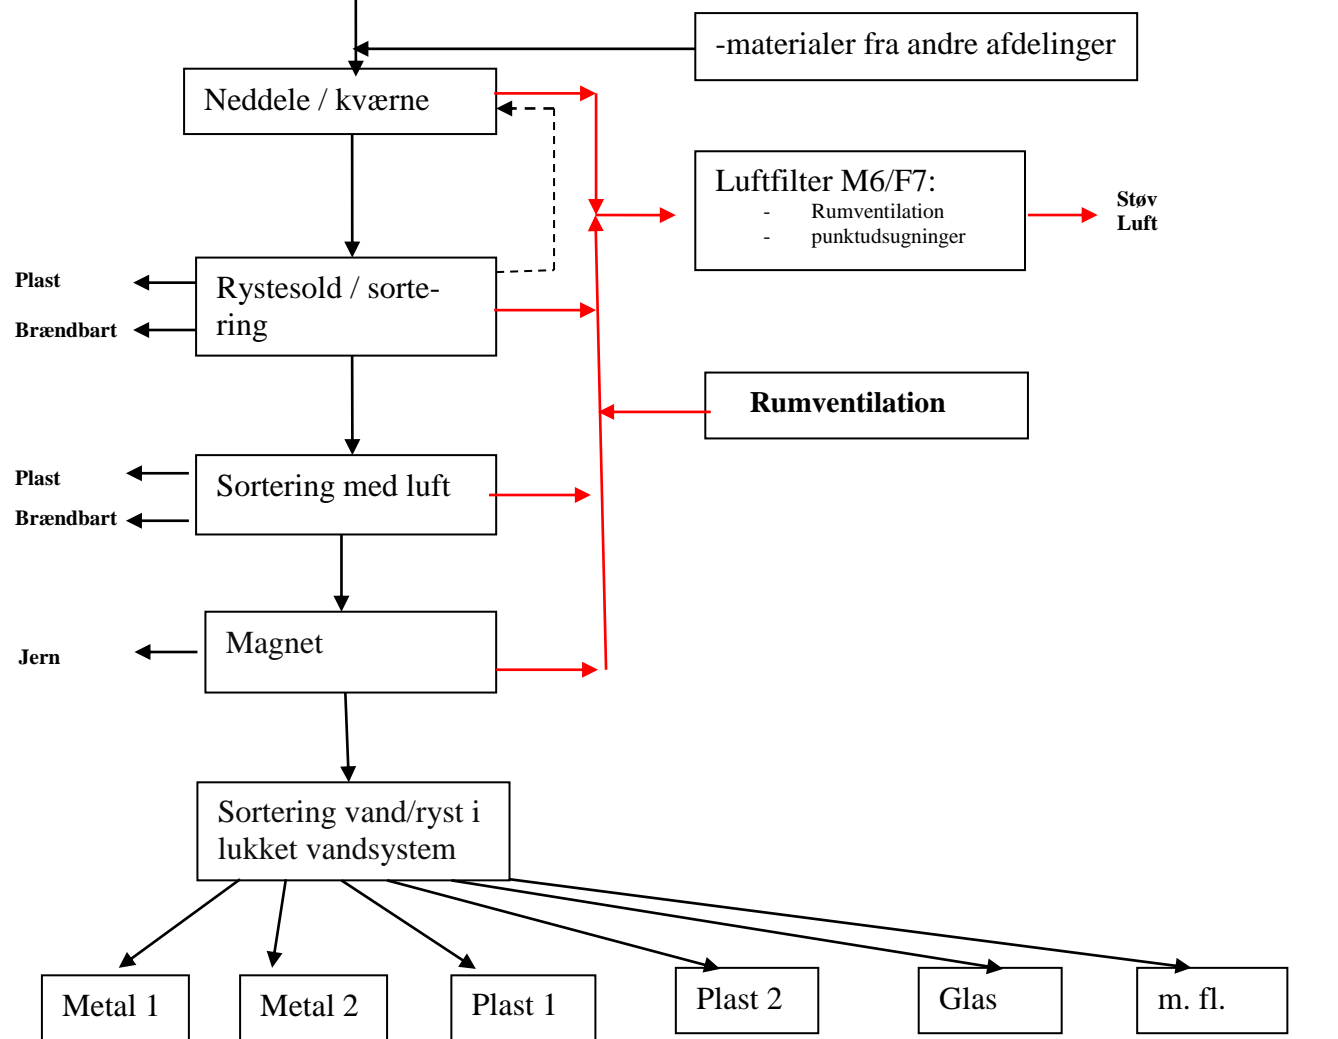 -materialer fra andre afdelinger
Neddele / kværne
Luftfilter M6/F7:
- Rumventilation
- punktudsugninger
Støv
Luft
Plast
Brændbart
Rystesold / sorte-
ring
Rumventilation
Plast
Brændbart
Sortering med luft
Jern
Magnet
Sortering vand/ryst i
lukket vandsystem
Metal 1
Metal 2
Plast 1
Plast 2
Glas
m. fl.